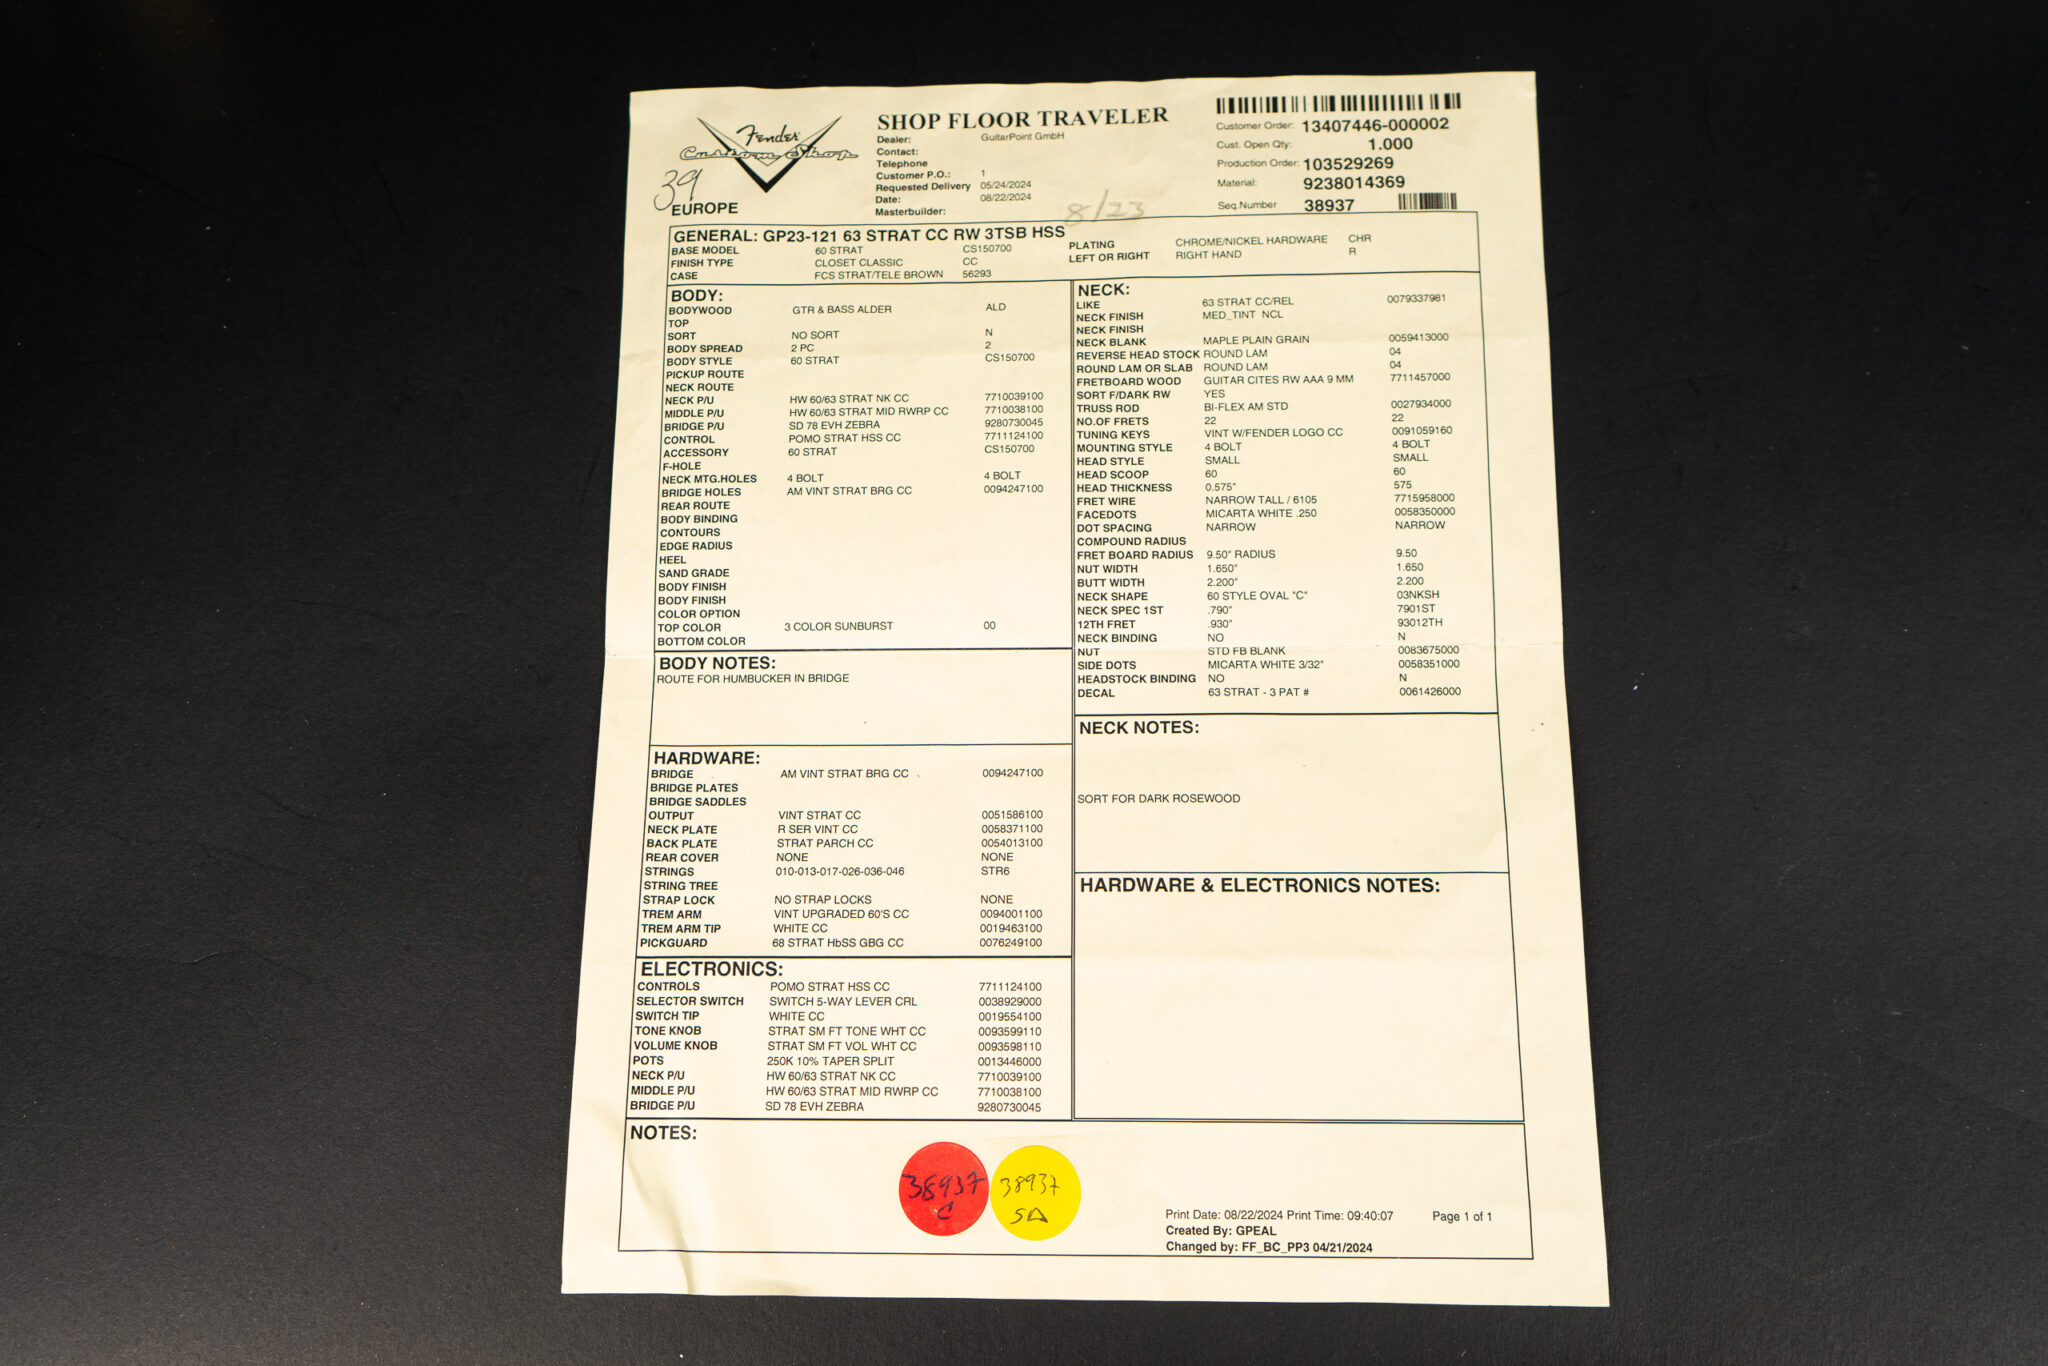 Fender
Custom Shop
39
EUROPE
SHOP FLOOR TRAVELER
Dealer: GuitarPoint GmbH
Contact:
Telephone
Customer P.O.: 1
Requested Delivery 05/24/2024
Date: 08/22/2024
Masterbuilder:
8/23
Customer Order: 13407446-000002
Cust. Open Qty: 1.000
Production Order: 103529269
Material: 9238014369
Seq.Number 38937
GENERAL: GP23-121 63 STRAT CC RW 3TSB HSS
BASE MODEL 60 STRAT CS150700
FINISH TYPE CLOSET CLASSIC CC
CASE FCS STRAT/TELE BROWN 56293
PLATING CHROME/NICKEL HARDWARE CHR
LEFT OR RIGHT RIGHT HAND R
BODY:
BODYWOOD GTR & BASS ALDER ALD
TOP
SORT NO SORT N
BODY SPREAD 2 PC 2
BODY STYLE 60 STRAT CS150700
PICKUP ROUTE
NECK ROUTE
NECK P/U HW 60/63 STRAT NK CC 7710039100
MIDDLE P/U HW 60/63 STRAT MID RWRP CC 7710038100
BRIDGE P/U SD 78 EVH ZEBRA 9280730045
CONTROL POMO STRAT HSS CC 7711124100
ACCESSORY 60 STRAT CS150700
F-HOLE
NECK MTG.HOLES 4 BOLT 4 BOLT
BRIDGE HOLES AM VINT STRAT BRG CC 0094247100
REAR ROUTE
BODY BINDING
CONTOURS
EDGE RADIUS
HEEL
SAND GRADE
BODY FINISH
BODY FINISH
COLOR OPTION
TOP COLOR 3 COLOR SUNBURST 00
BOTTOM COLOR
BODY NOTES:
ROUTE FOR HUMBUCKER IN BRIDGE
HARDWARE:
BRIDGE AM VINT STRAT BRG CC 0094247100
BRIDGE PLATES
BRIDGE SADDLES
OUTPUT VINT STRAT CC 0051586100
NECK PLATE R SER VINT CC 0058371100
BACK PLATE STRAT PARCH CC 0054013100
REAR COVER NONE NONE
STRINGS 010-013-017-026-036-046 STR6
STRING TREE
STRAP LOCK NO STRAP LOCKS NONE
TREM ARM VINT UPGRADED 60'S CC 0094001100
TREM ARM TIP WHITE CC 0019463100
PICKGUARD 68 STRAT HbSS GBG CC 0076249100
ELECTRONICS:
CONTROLS POMO STRAT HSS CC 7711124100
SELECTOR SWITCH SWITCH 5-WAY LEVER CRL 0038929000
SWITCH TIP WHITE CC 0019554100
TONE KNOB STRAT SM FT TONE WHT CC 0093599110
VOLUME KNOB STRAT SM FT VOL WHT CC 0093598110
POTS 250K 10% TAPER SPLIT 0013446000
NECK P/U HW 60/63 STRAT NK CC 7710039100
MIDDLE P/U HW 60/63 STRAT MID RWRP CC 7710038100
BRIDGE P/U SD 78 EVH ZEBRA 9280730045
NECK:
LIKE 63 STRAT CC/REL 0079337981
NECK FINISH MED_TINT NCL
NECK FINISH
NECK BLANK MAPLE PLAIN GRAIN 0059413000
REVERSE HEAD STOCK ROUND LAM 04
ROUND LAM OR SLAB ROUND LAM 04
FRETBOARD WOOD GUITAR CITES RW AAA 9 MM 7711457000
SORT F/DARK RW YES
TRUSS ROD BI-FLEX AM STD 0027934000
NO.OF FRETS 22 22
TUNING KEYS VINT W/FENDER LOGO CC 0091059160
MOUNTING STYLE 4 BOLT 4 BOLT
HEAD STYLE SMALL SMALL
HEAD SCOOP 60 60
HEAD THICKNESS 0.575" 575
FRET WIRE NARROW TALL / 6105 7715958000
FACEDOTS MICARTA WHITE .250 0058350000
DOT SPACING NARROW NARROW
COMPOUND RADIUS
FRET BOARD RADIUS 9.50" RADIUS 9.50
NUT WIDTH 1.650" 1.650
BUTT WIDTH 2.200" 2.200
NECK SHAPE 60 STYLE OVAL "C" 03NKSH
NECK SPEC 1ST .790" 7901ST
12TH FRET .930" 93012TH
NECK BINDING NO N
NUT STD FB BLANK 0083675000
SIDE DOTS MICARTA WHITE 3/32" 0058351000
HEADSTOCK BINDING NO N
DECAL 63 STRAT - 3 PAT # 0061426000
NECK NOTES:
SORT FOR DARK ROSEWOOD
HARDWARE & ELECTRONICS NOTES:
NOTES:
38937
C
38937
SA
Print Date: 08/22/2024 Print Time: 09:40:07 Page 1 of 1
Created By: GPEAL
Changed by: FF_BC_PP3 04/21/2024